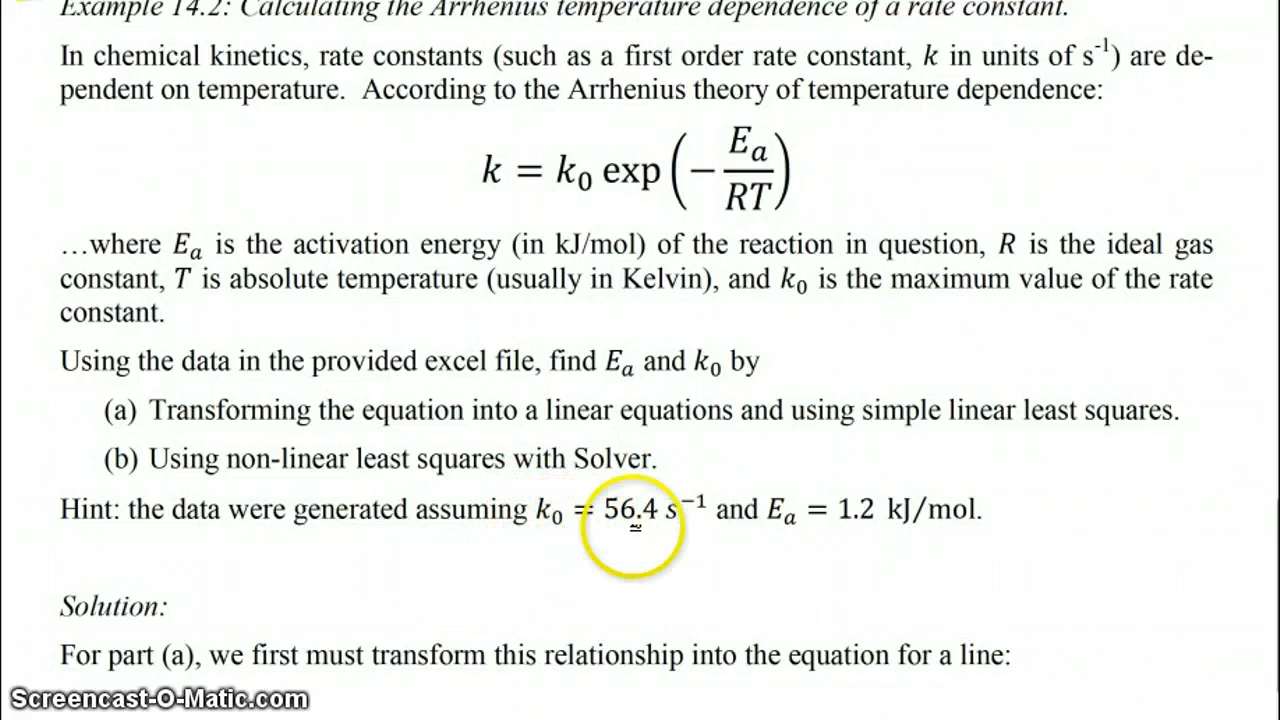 Example 14.2: Calculating the Arrhenius temperature dependence of a rate constant.
In chemical kinetics, rate constants (such as a first order rate constant, k in units of s⁻¹) are de-
pendent on temperature. According to the Arrhenius theory of temperature dependence:
k = k₀ exp(−Eₐ/RT)
…where Eₐ is the activation energy (in kJ/mol) of the reaction in question, R is the ideal gas
constant, T is absolute temperature (usually in Kelvin), and k₀ is the maximum value of the rate
constant.
Using the data in the provided excel file, find Eₐ and k₀ by
(a) Transforming the equation into a linear equations and using simple linear least squares.
(b) Using non-linear least squares with Solver.
Hint: the data were generated assuming k₀ = 56.4 s⁻¹ and Eₐ = 1.2 kJ/mol.
Solution:
For part (a), we first must transform this relationship into the equation for a line:
Screencast-O-Matic.com